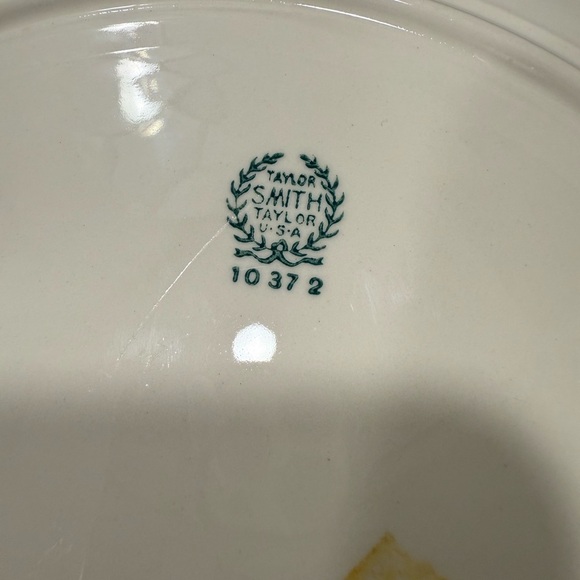 TAYLOR
SMITH
TAYLOR
U·S·A
10 37 2